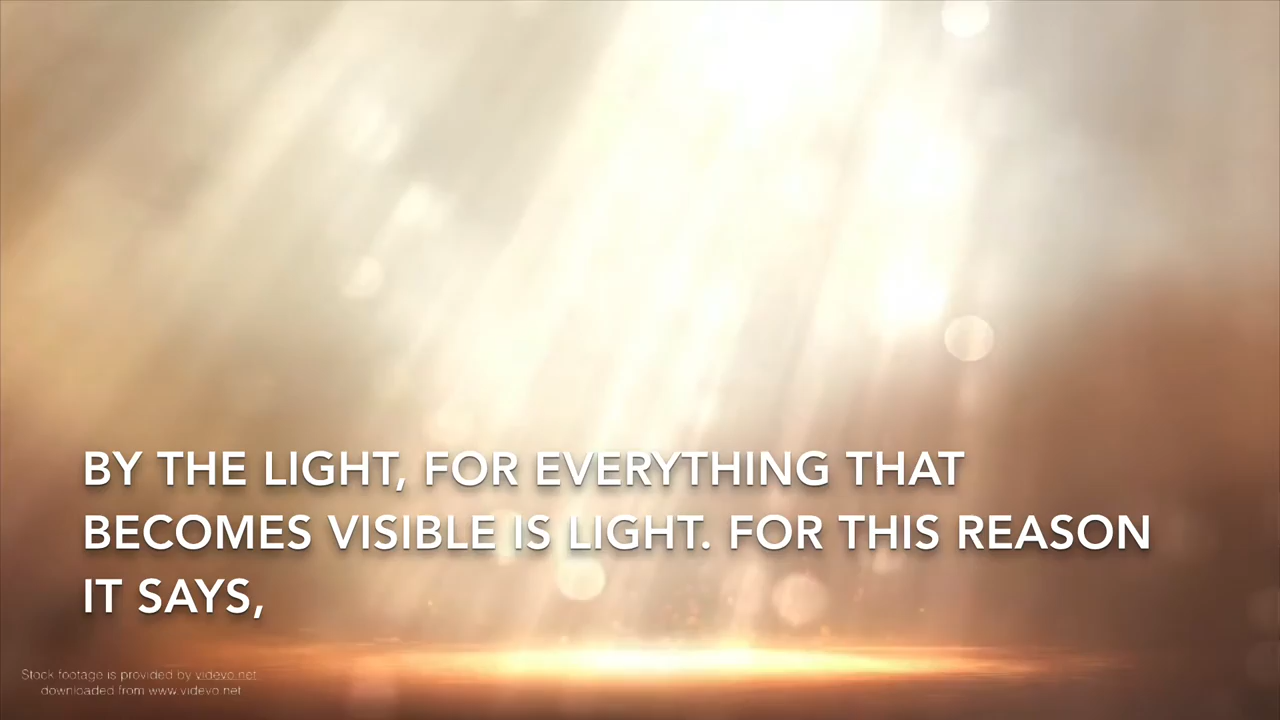 BY THE LIGHT, FOR EVERYTHING THAT
BECOMES VISIBLE IS LIGHT. FOR THIS REASON
IT SAYS,
Stock footage is provided by videvo.net
downloaded from www.videvo.net